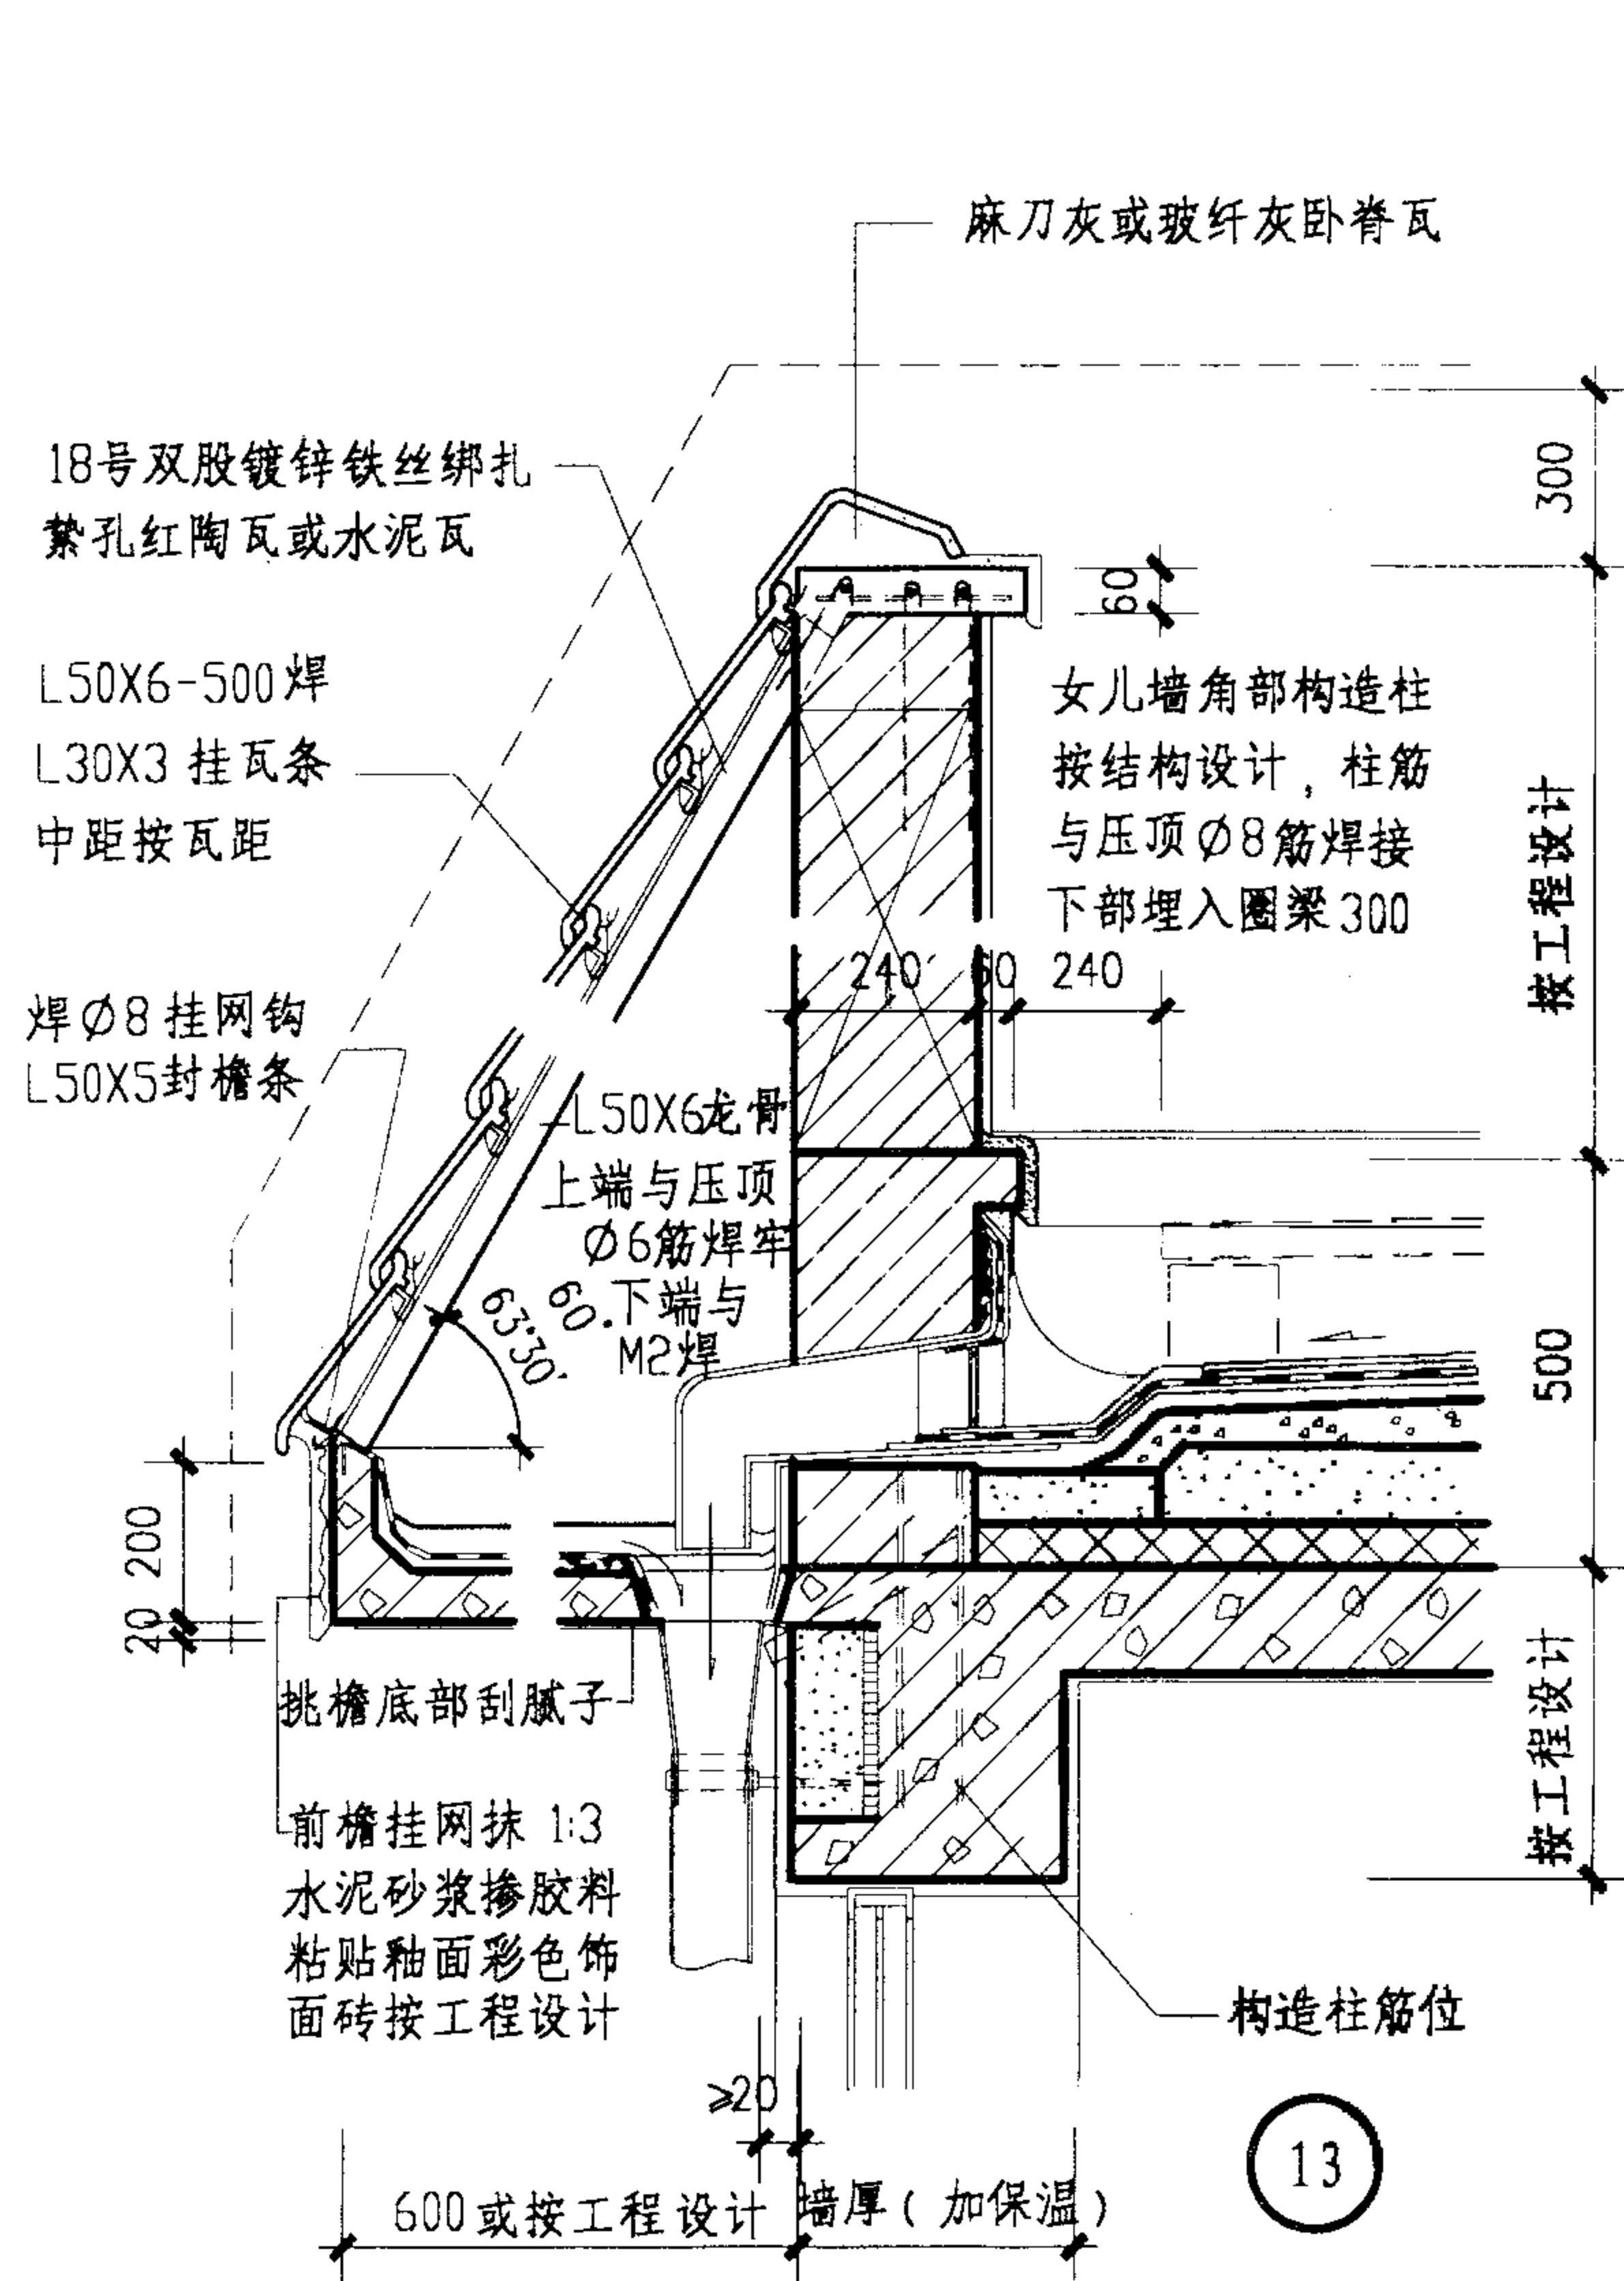 麻刀灰或玻纤灰卧脊瓦
300
18号双股镀锌铁丝绑扎
絷孔红陶瓦或水泥瓦
60
L50X6-500焊
L30X3 挂瓦条
中距按瓦距
女儿墙角部构造柱
按结构设计，柱筋
与压顶Ø8筋焊接
下部埋入圈梁300
按工程设计
240 60 240
焊Ø8挂网钩
L50X5封檐条
L50X6龙骨
上端与压顶
Ø6筋焊牢
下端与
M2焊
63°30'
60°
500
200
20
挑檐底部刮腻子
按工程设计
前檐挂网抹 1:3
水泥砂浆掺胶料
粘贴釉面彩色饰
面砖按工程设计
构造柱筋位
≥20
13
600或按工程设计
墙厚(加保温)